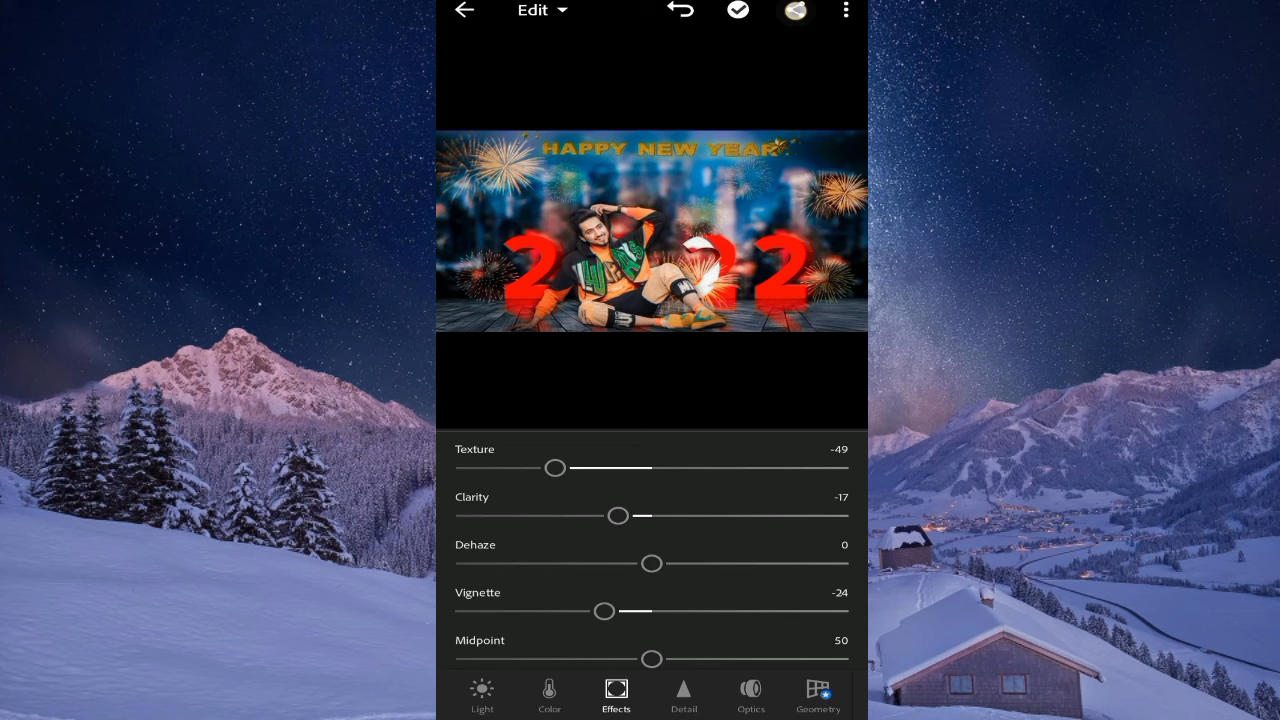 Edit
HAPPY NEW YEAR
2 22
Texture -49
Clarity -17
Dehaze 0
Vignette -24
Midpoint 50
Light Color Effects Detail Optics Geometry